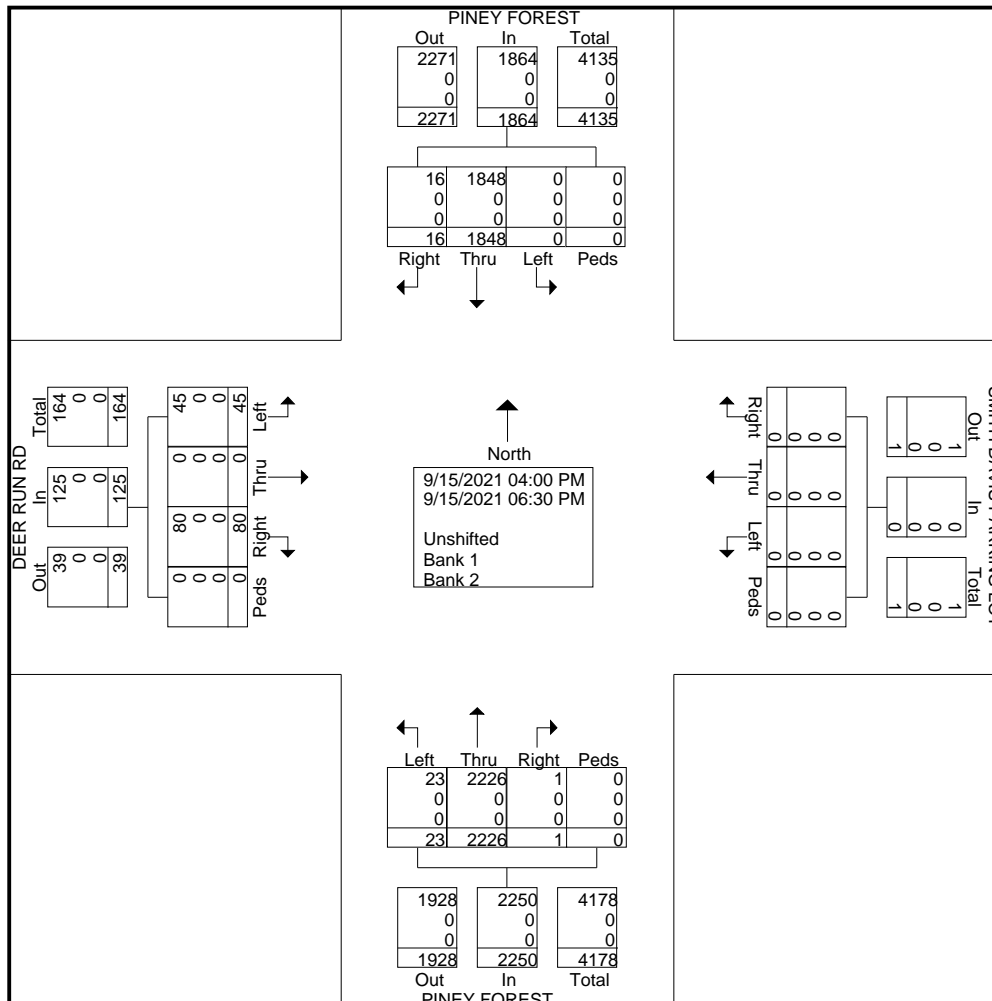 PINEY FOREST
Out In Total
2271 1864 4135
0 0 0
0 0 0
2271 1864 4135
16 1848 0 0
0 0 0 0
0 0 0 0
16 1848 0 0
Right Thru Left Peds
DEER RUN RD
Total In Out
164 125 39
0 0 0
0 0 0
164 125 39
45 0 80 0
0 0 0 0
0 0 0 0
45 0 80 0
Left Thru Right Peds
North
9/15/2021 04:00 PM
9/15/2021 06:30 PM
Unshifted
Bank 1
Bank 2
Right Thru Left Peds
0 0 0 0
0 0 0 0
0 0 0 0
0 0 0 0
1 0 1
0 0 0
0 0 0
1 0 1
Out In Total
Left Thru Right Peds
23 2226 1 0
0 0 0 0
0 0 0 0
23 2226 1 0
1928 2250 4178
0 0 0
0 0 0
1928 2250 4178
Out In Total
PINEY FOREST